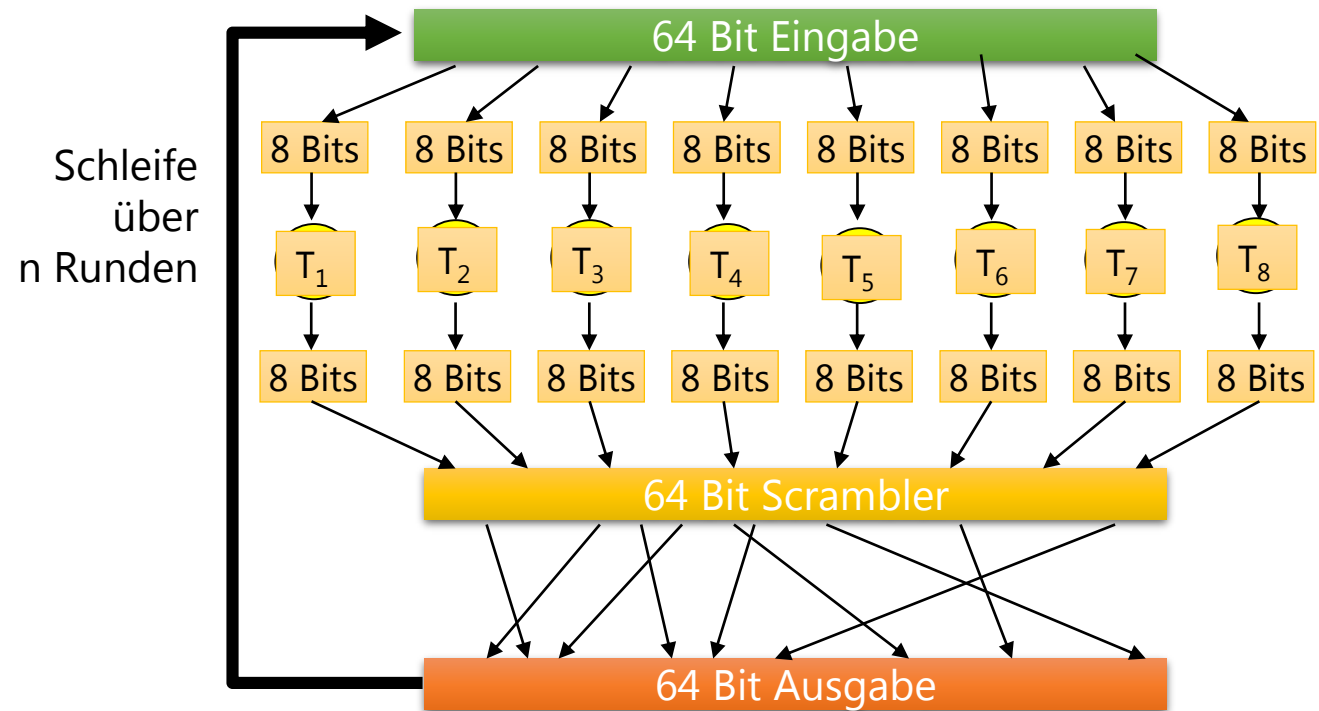 64 Bit Eingabe
8 Bits 8 Bits 8 Bits 8 Bits 8 Bits 8 Bits 8 Bits 8 Bits
Schleife
über
n Runden
T1 T2 T3 T4 T5 T6 T7 T8
8 Bits 8 Bits 8 Bits 8 Bits 8 Bits 8 Bits 8 Bits 8 Bits
64 Bit Scrambler
64 Bit Ausgabe